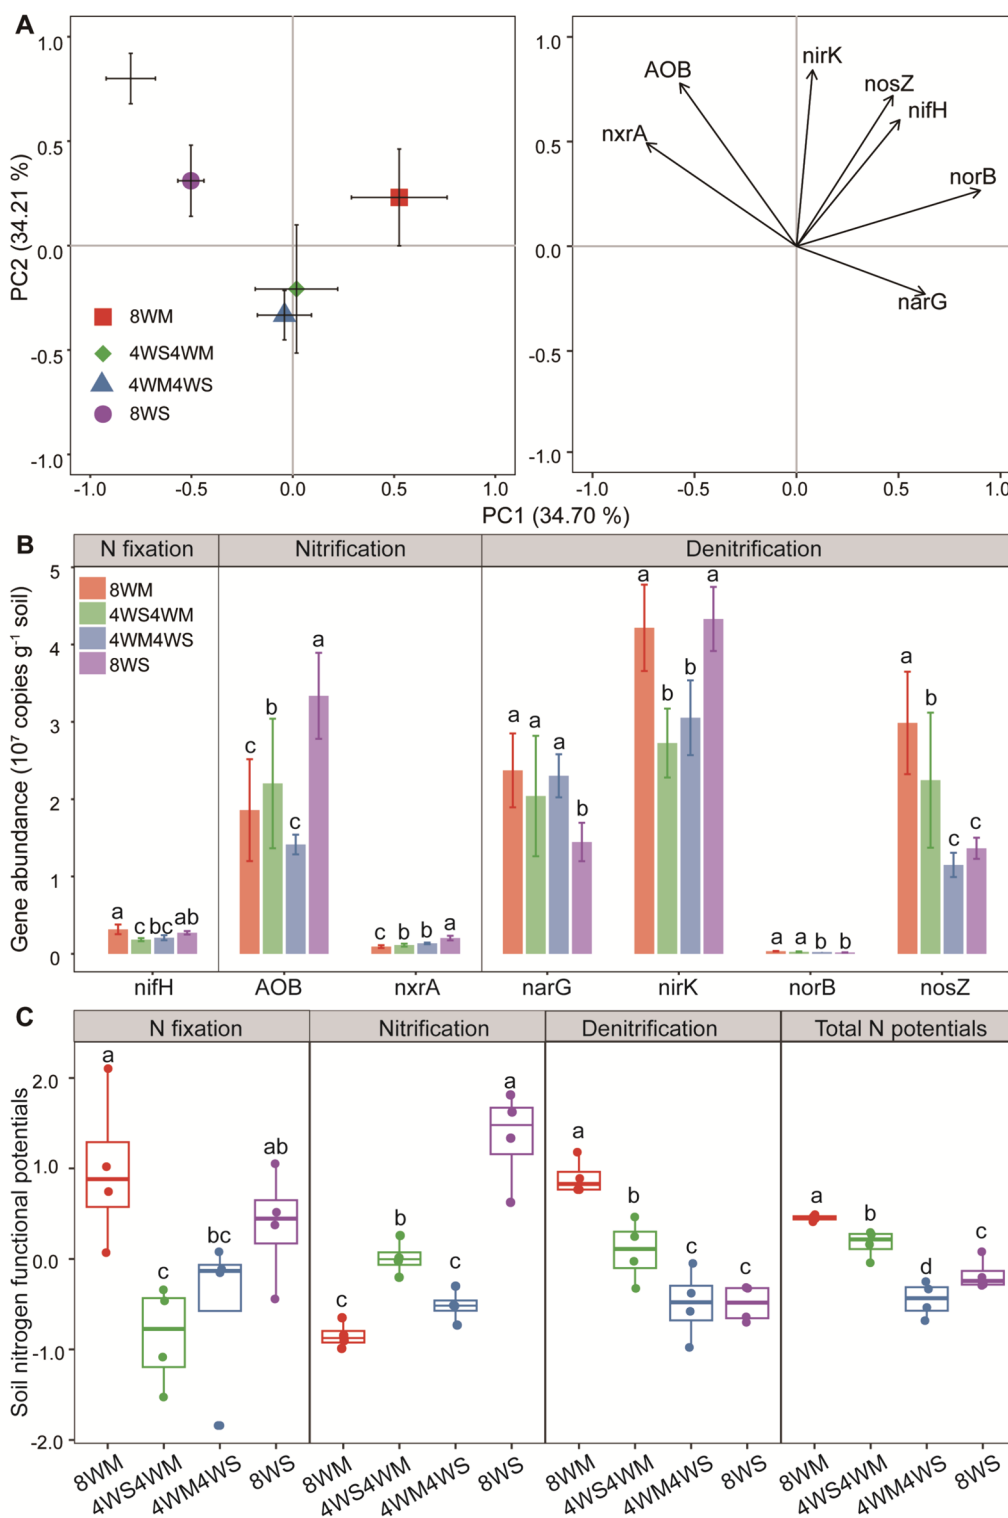 A
1.0
0.5
0.0
-0.5
-1.0
PC2 (34.21 %)
8WM
4WS4WM
4WM4WS
8WS
-1.0 -0.5 0.0 0.5 1.0
1.0
0.5
0.0
-0.5
-1.0
AOB
nirK
nosZ
nifH
nxrA
norB
narG
-1.0 -0.5 0.0 0.5 1.0
PC1 (34.70 %)
B
N fixation Nitrification Denitrification
Gene abundance (10⁷ copies g⁻¹ soil)
5
4
3
2
1
0
8WM
4WS4WM
4WM4WS
8WS
a c bc ab
c b c a
c b b a
a a a b
a b b a
a a b b
a b c c
nifH AOB nxrA narG nirK norB nosZ
C
N fixation Nitrification Denitrification Total N potentials
Soil nitrogen functional potentials
2.0
1.0
0.0
-1.0
-2.0
a c bc ab
c b c a
a b c c
a b d c
8WM 4WS4WM 4WM4WS 8WS 8WM 4WS4WM 4WM4WS 8WS 8WM 4WS4WM 4WM4WS 8WS 8WM 4WS4WM 4WM4WS 8WS